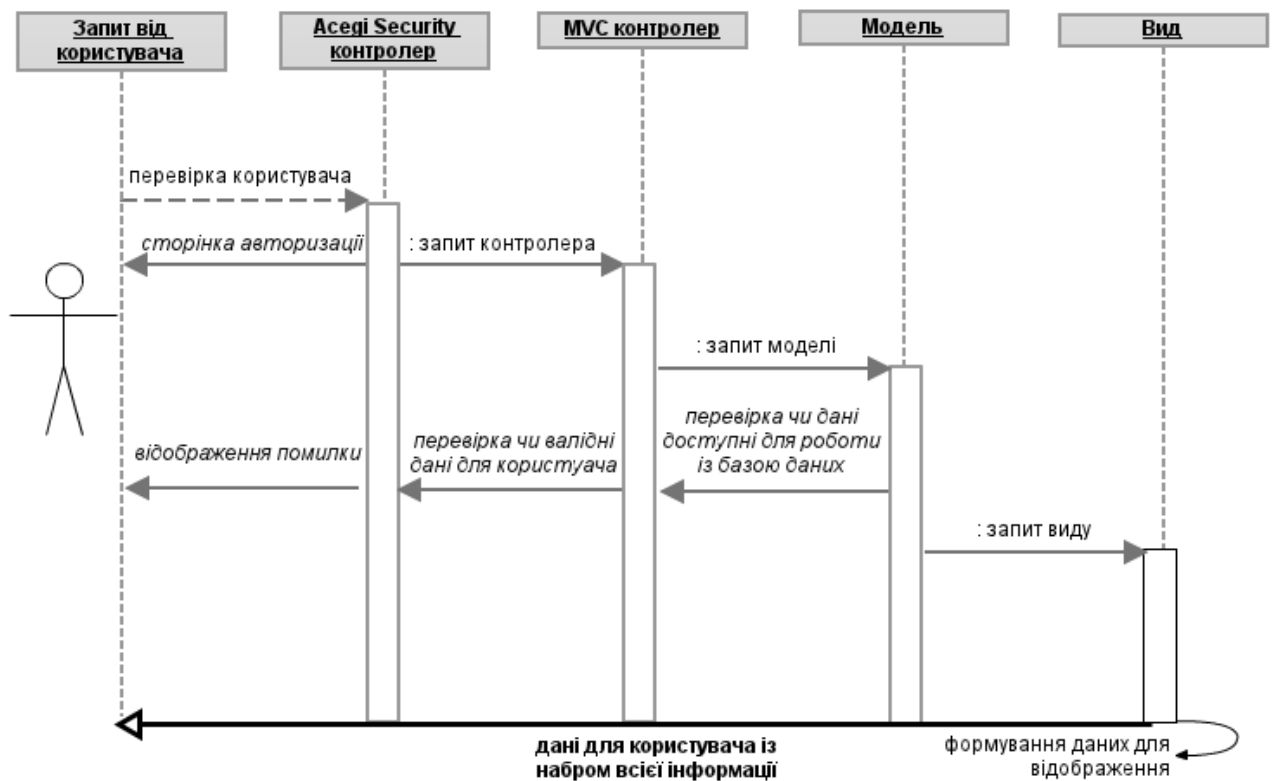 Запит від
користувача
Acegi Security
контролер
MVC контролер
Модель
Вид
перевірка користувача
сторінка авторизації
: запит контролера
: запит моделі
відображення помилки
перевірка чи валідні
дані для користуача
перевірка чи дані
доступні для роботи
із базою даних
: запит виду
дані для користувача із
набром всієї інформації
формування даних для
відображення